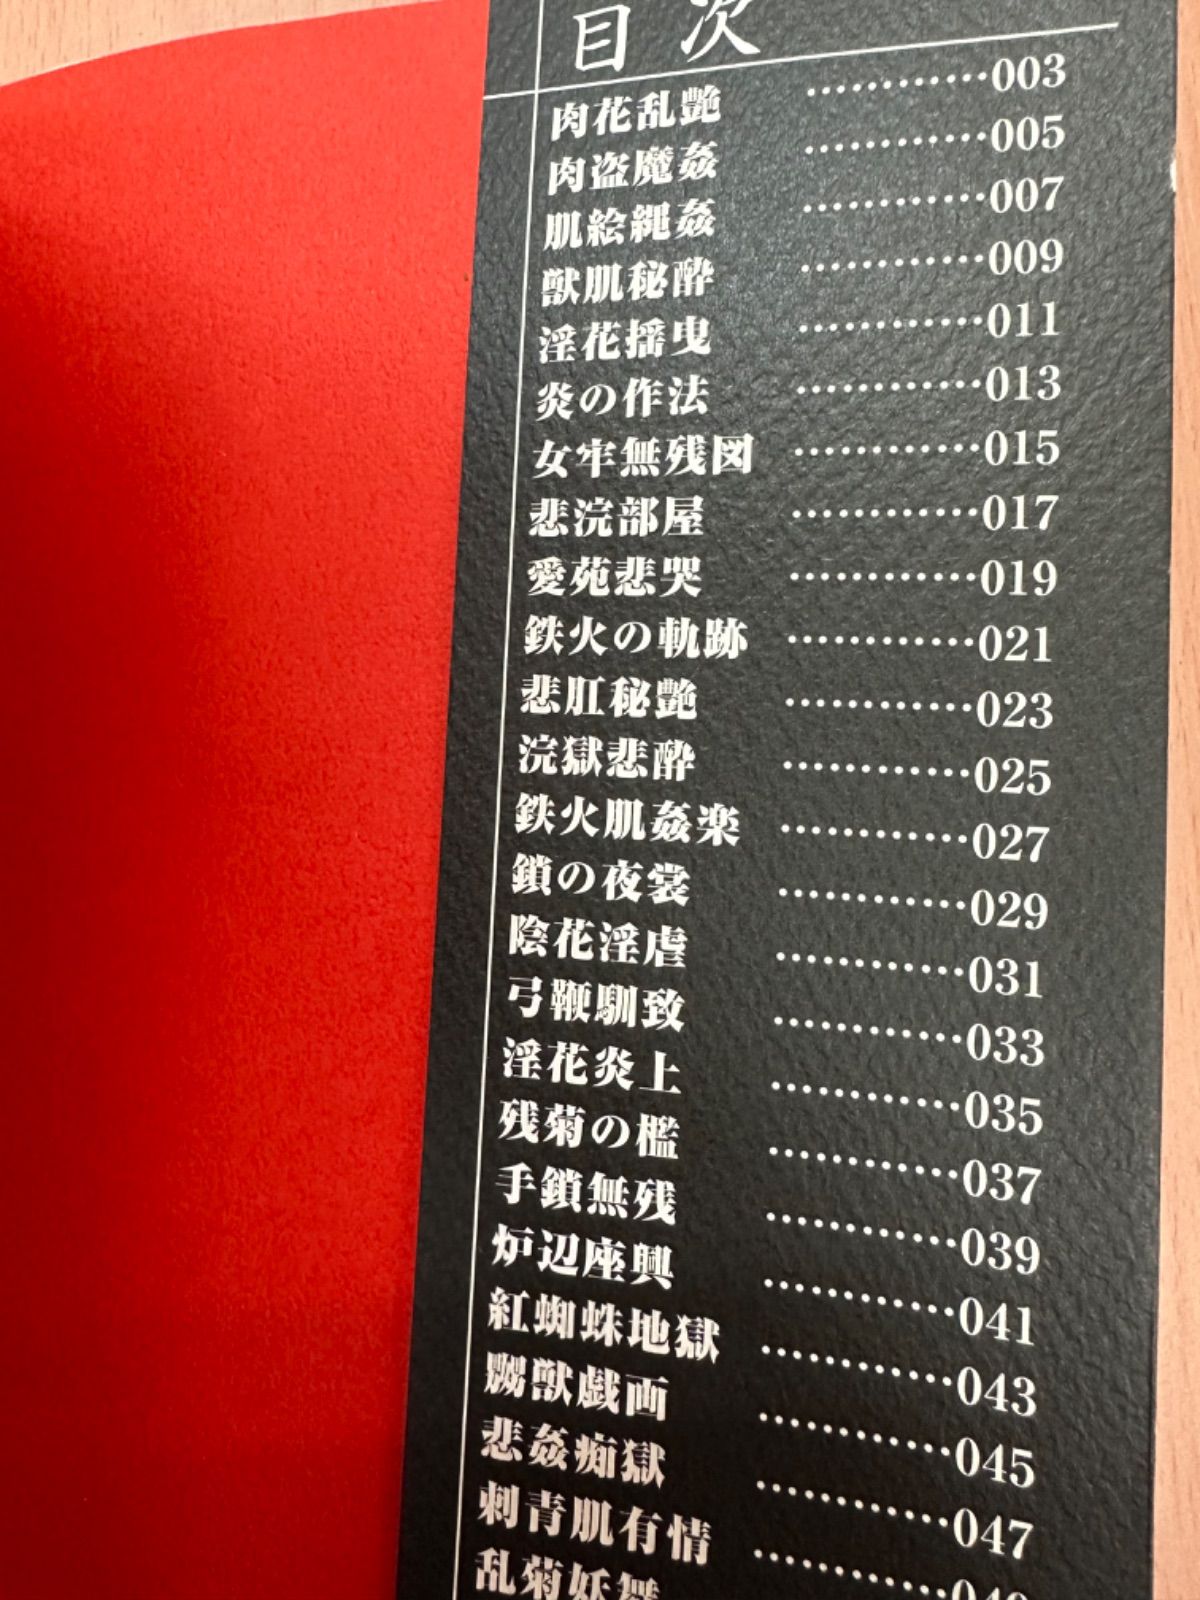 目次
肉花乱艶…………003
肉盗魔姦…………005
肌絵縄姦…………007
獣肌秘酔…………009
淫花揺曳…………011
炎の作法…………013
女牢無残図…………015
悲浣部屋…………017
愛苑悲哭…………019
鉄火の軌跡…………021
悲肛秘艶…………023
浣獄悲酔…………025
鉄火肌姦楽…………027
鎖の夜裳…………029
陰花淫虐…………031
弓鞭馴致…………033
淫花炎上…………035
残菊の檻…………037
手鎖無残…………039
炉辺座興…………041
紅蜘蛛地獄…………043
嬲獣戯画…………045
悲姦痴獄…………047
刺青肌有情…………049
乱菊妖舞